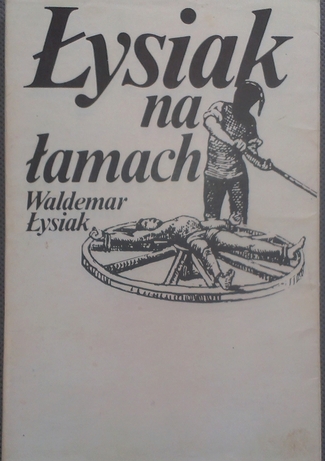 Łysiak
na
łamach
Waldemar
Łysiak